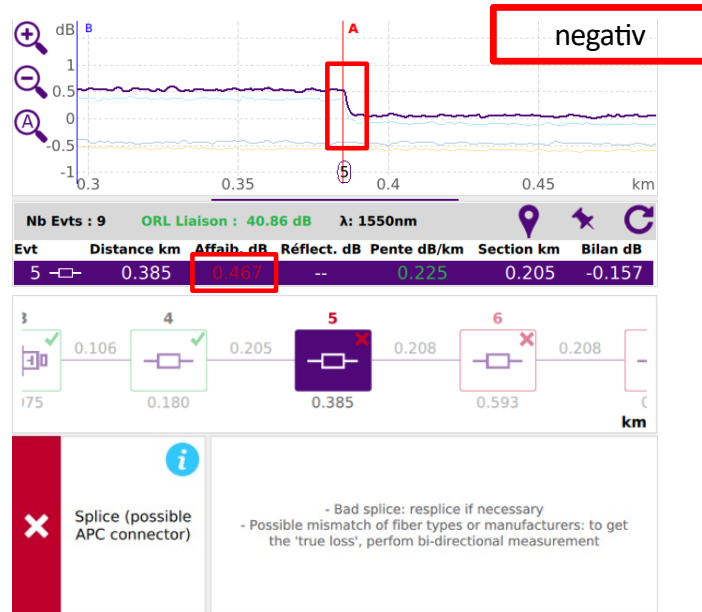 dB B A negativ
1
0.5
0
-0.5
-1
5
0.3 0.35 0.4 0.45 km
Nb Evts : 9 ORL Liaison : 40.86 dB λ: 1550nm
Evt Distance km Affaib. dB Réflect. dB Pente dB/km Section km Bilan dB
5 0.385 0.467 -- 0.225 0.205 -0.157
3 4 5 6
0.106 0.205 0.208 0.208
075 0.180 0.385 0.593
km
i
Splice (possible
APC connector)
- Bad splice: resplice if necessary
- Possible mismatch of fiber types or manufacturers: to get
the 'true loss', perfom bi-directional measurement
A